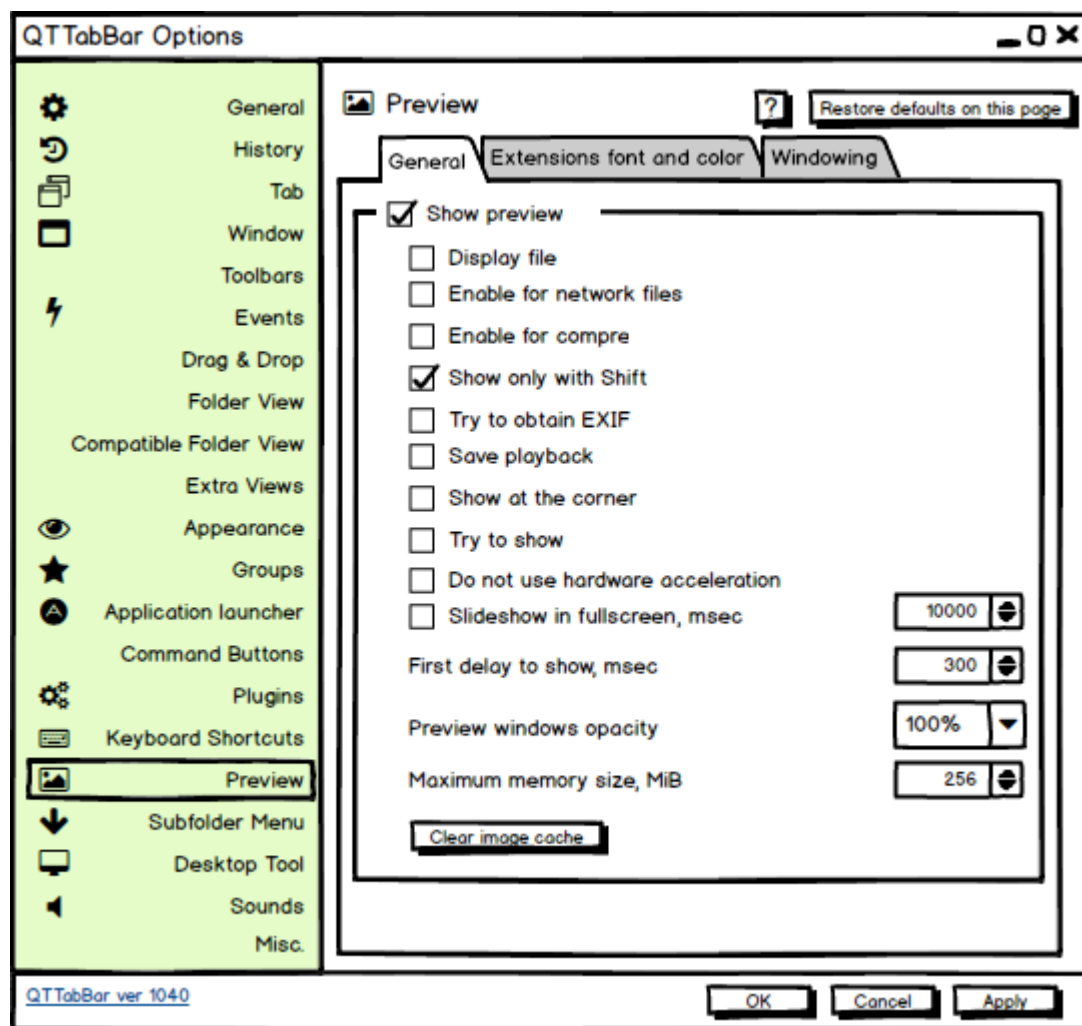 QTTabBar Options
General
History
Tab
Window
Toolbars
Events
Drag & Drop
Folder View
Compatible Folder View
Extra Views
Appearance
Groups
Application launcher
Command Buttons
Plugins
Keyboard Shortcuts
Preview
Subfolder Menu
Desktop Tool
Sounds
Misc.
Preview
?
Restore defaults on this page
General
Extensions font and color
Windowing
Show preview
Display file
Enable for network files
Enable for compre
Show only with Shift
Try to obtain EXIF
Save playback
Show at the corner
Try to show
Do not use hardware acceleration
Slideshow in fullscreen, msec 10000
First delay to show, msec 300
Preview windows opacity 100%
Maximum memory size, MiB 256
Clear image cache
QTTabBar ver 1040
OK
Cancel
Apply